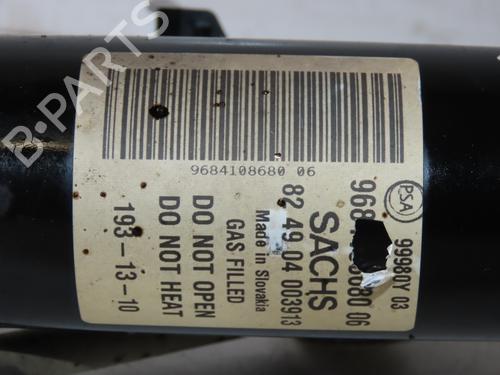 B-PARTS
9684108680 06
PSA 99980Y 03
06
SACHS
82 49 04 003913
Made in Slovakia
GAS FILLED
DO NOT OPEN
DO NOT HEAT
193-13-10